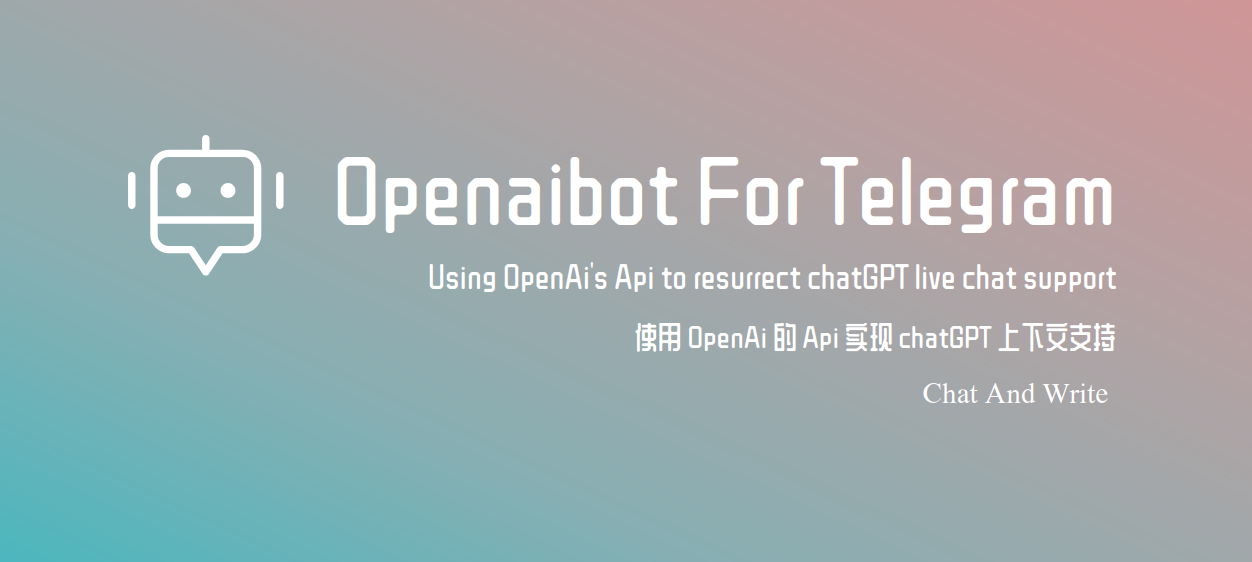 Openaibot For Telegram
Using OpenAi's Api to resurrect chatGPT live chat support
使用 OpenAi 的 Api 实现 chatGPT 上下文支持
Chat And Write